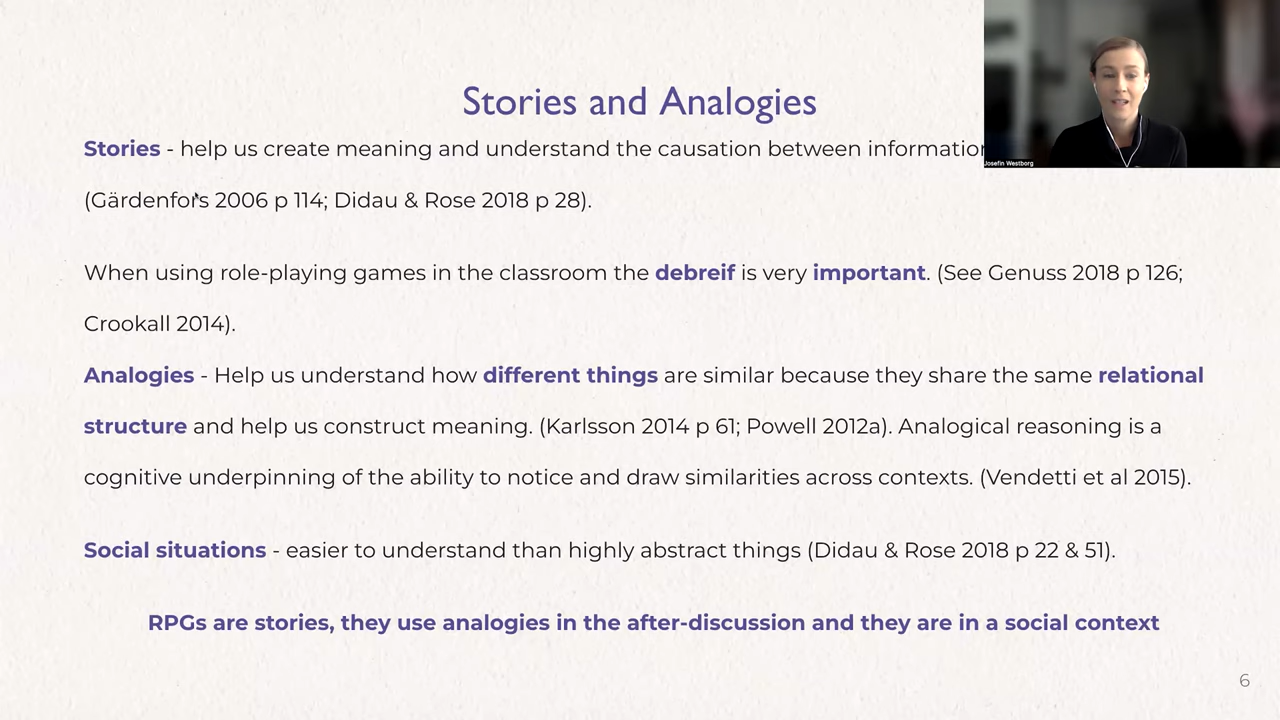 Stories and Analogies
Stories - help us create meaning and understand the causation between information
(Gärdenfors 2006 p 114; Didau & Rose 2018 p 28).
When using role-playing games in the classroom the debreif is very important. (See Genuss 2018 p 126;
Crookall 2014).
Analogies - Help us understand how different things are similar because they share the same relational
structure and help us construct meaning. (Karlsson 2014 p 61; Powell 2012a). Analogical reasoning is a
cognitive underpinning of the ability to notice and draw similarities across contexts. (Vendetti et al 2015).
Social situations - easier to understand than highly abstract things (Didau & Rose 2018 p 22 & 51).
RPGs are stories, they use analogies in the after-discussion and they are in a social context
6
Josefin Westborg